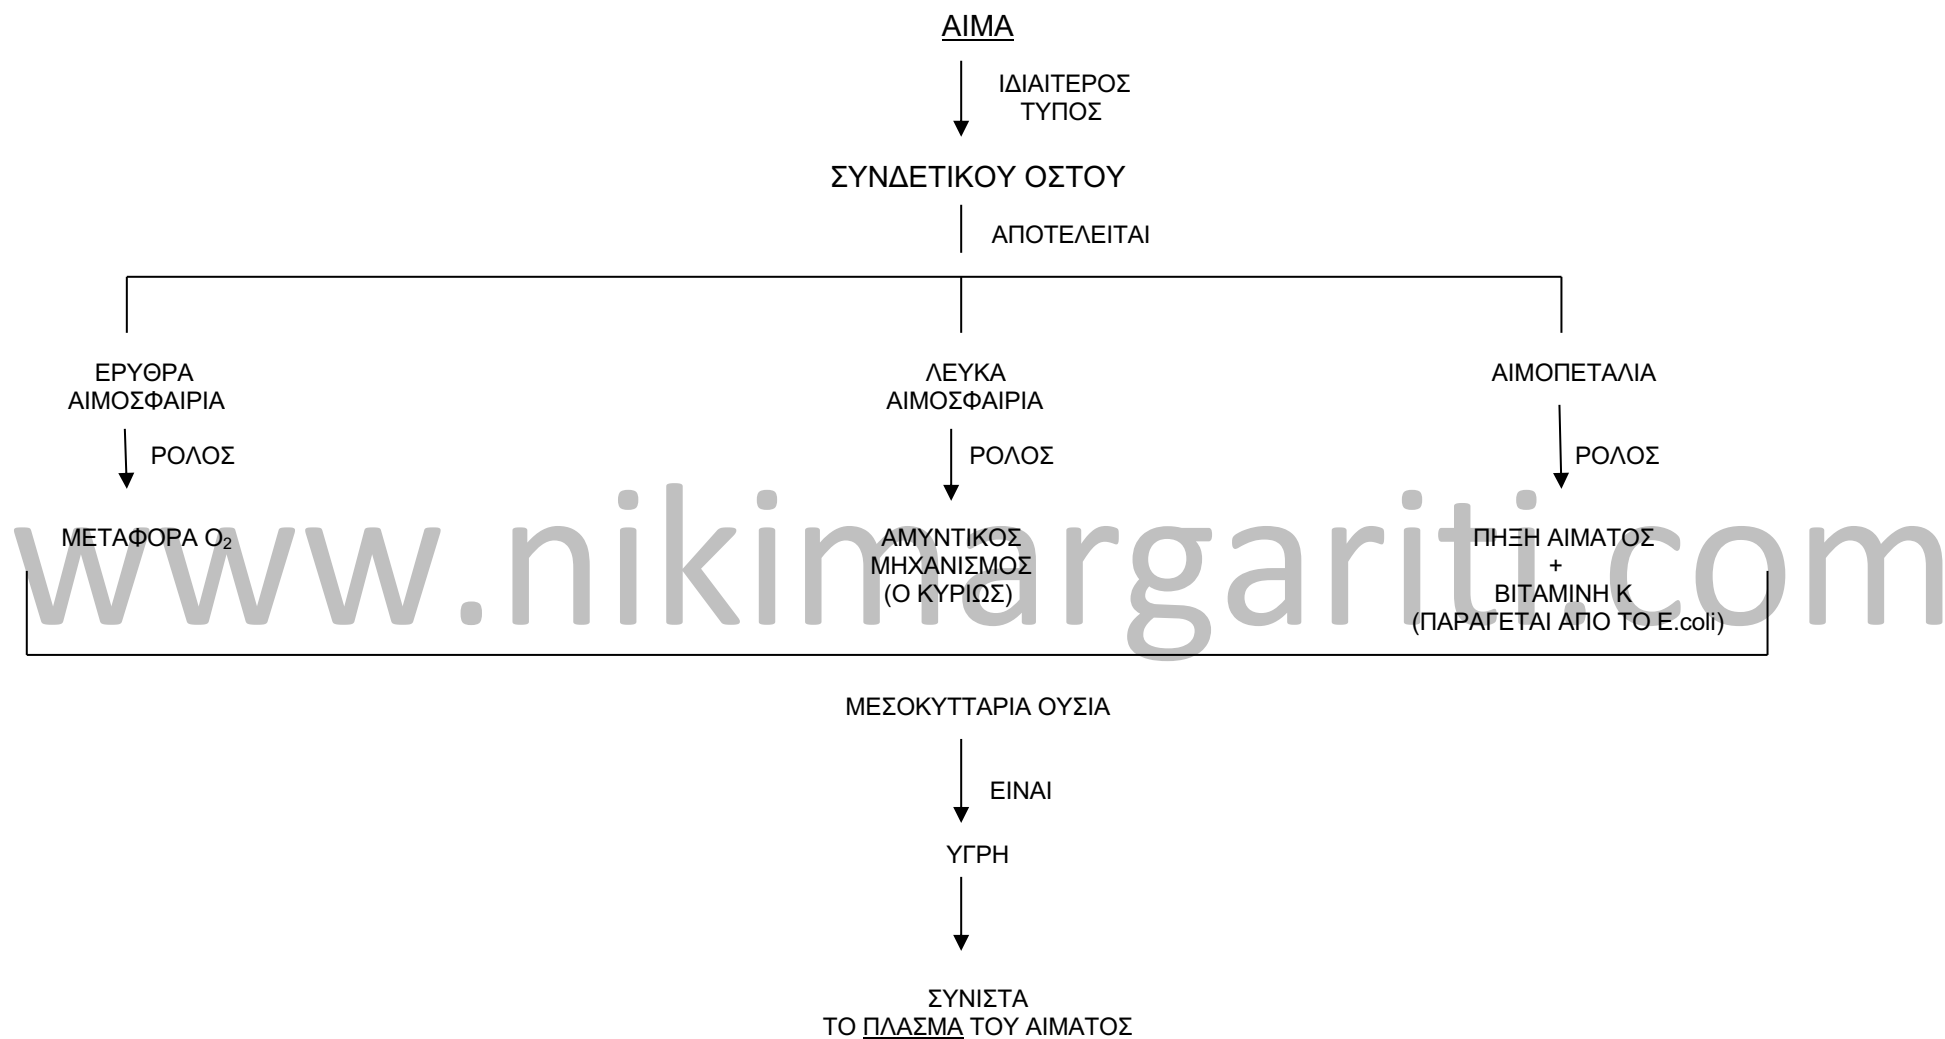 ΑΙΜΑ
ΙΔΙΑΙΤΕΡΟΣ
ΤΥΠΟΣ
ΣΥΝΔΕΤΙΚΟΥ ΟΣΤΟΥ
ΑΠΟΤΕΛΕΙΤΑΙ
ΕΡΥΘΡΑ
ΑΙΜΟΣΦΑΙΡΙΑ
ΡΟΛΟΣ
ΜΕΤΑΦΟΡΑ Ο₂
ΛΕΥΚΑ
ΑΙΜΟΣΦΑΙΡΙΑ
ΡΟΛΟΣ
ΑΜΥΝΤΙΚΟΣ
ΜΗΧΑΝΙΣΜΟΣ
(Ο ΚΥΡΙΩΣ)
ΑΙΜΟΠΕΤΑΛΙΑ
ΡΟΛΟΣ
ΠΗΞΗ ΑΙΜΑΤΟΣ
+
ΒΙΤΑΜΙΝΗ Κ
(ΠΑΡΑΓΕΤΑΙ ΑΠΟ ΤΟ E.coli)
www.nikimargariti.com
ΜΕΣΟΚΥΤΤΑΡΙΑ ΟΥΣΙΑ
ΕΙΝΑΙ
ΥΓΡΗ
ΣΥΝΙΣΤΑ
ΤΟ ΠΛΑΣΜΑ ΤΟΥ ΑΙΜΑΤΟΣ